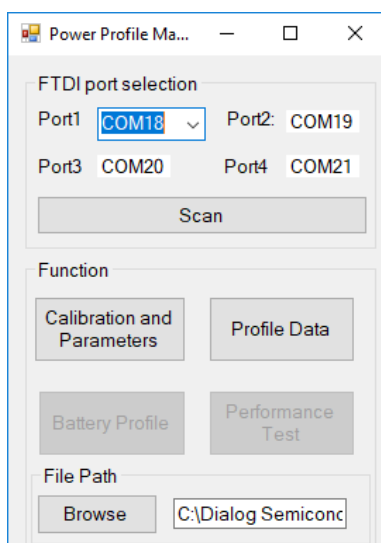 Power Profile Ma...
FTDI port selection
Port1 COM18 Port2: COM19
Port3 COM20 Port4 COM21
Scan
Function
Calibration and
Parameters
Profile Data
Battery Profile
Performance
Test
File Path
Browse C:\Dialog Semiconc